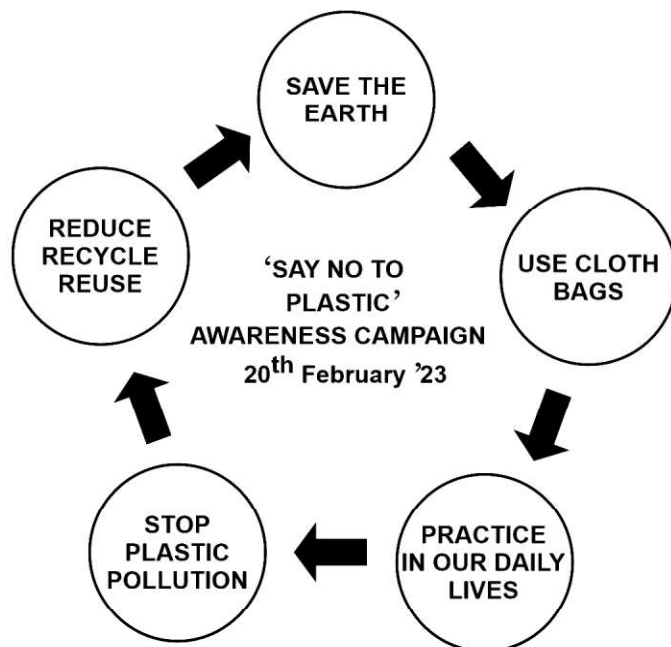 SAVE THE
EARTH
USE CLOTH
BAGS
PRACTICE
IN OUR DAILY
LIVES
STOP
PLASTIC
POLLUTION
REDUCE
RECYCLE
REUSE
‘SAY NO TO
PLASTIC’
AWARENESS CAMPAIGN
20th February ’23